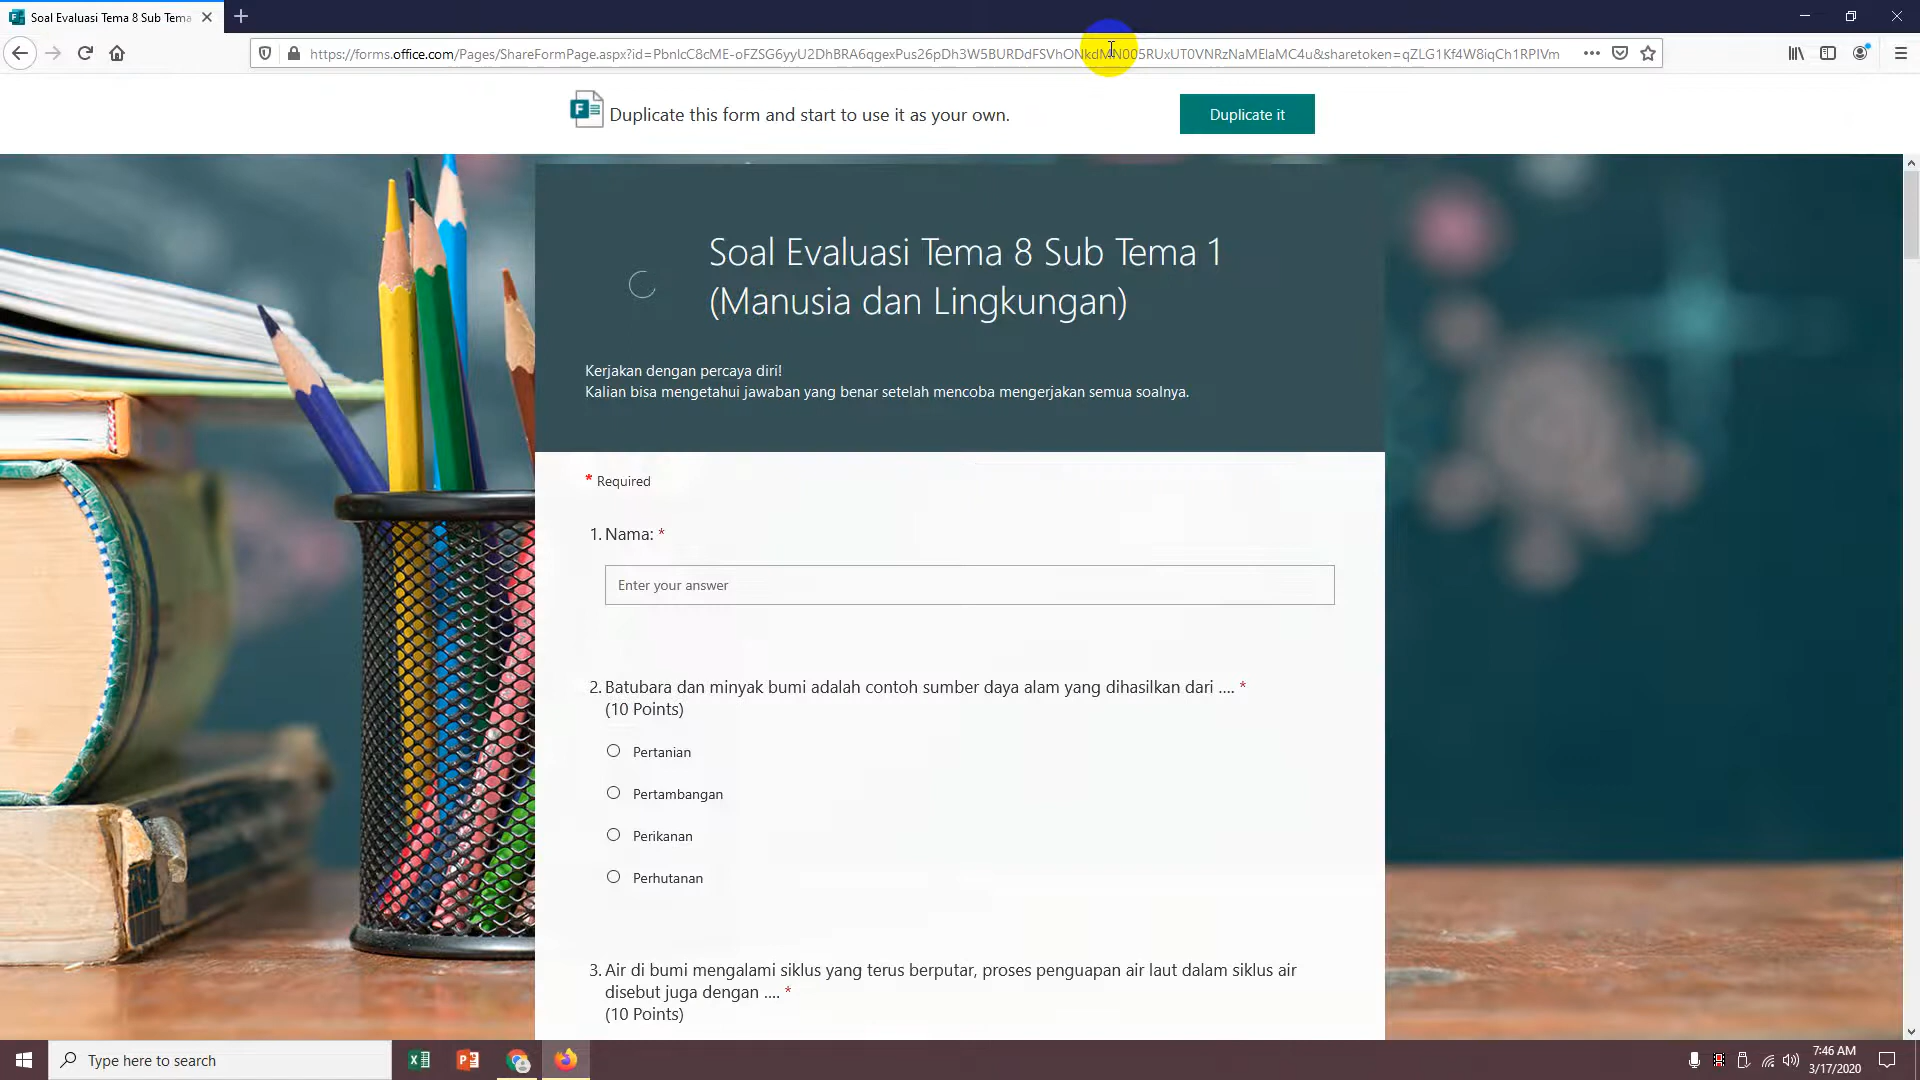 Soal Evaluasi Tema 8 Sub Tema
https://forms.office.com/Pages/ShareFormPage.aspx?id=PbnlcC8cME-oFZSG6yyU2DhBRA6qgexPus26pDh3W5BURDdFSVhONkdMN005RUxUT0VNRzNaMElaMC4u&sharetoken=qZLG1Kf4W8iqCh1RPIVm
Duplicate this form and start to use it as your own.
Duplicate it
Soal Evaluasi Tema 8 Sub Tema 1
(Manusia dan Lingkungan)
Kerjakan dengan percaya diri!
Kalian bisa mengetahui jawaban yang benar setelah mencoba mengerjakan semua soalnya.
* Required
1. Nama: *
Enter your answer
2. Batubara dan minyak bumi adalah contoh sumber daya alam yang dihasilkan dari .... *
(10 Points)
Pertanian
Pertambangan
Perikanan
Perhutanan
3. Air di bumi mengalami siklus yang terus berputar, proses penguapan air laut dalam siklus air
disebut juga dengan .... *
(10 Points)
Type here to search
7:46 AM
3/17/2020